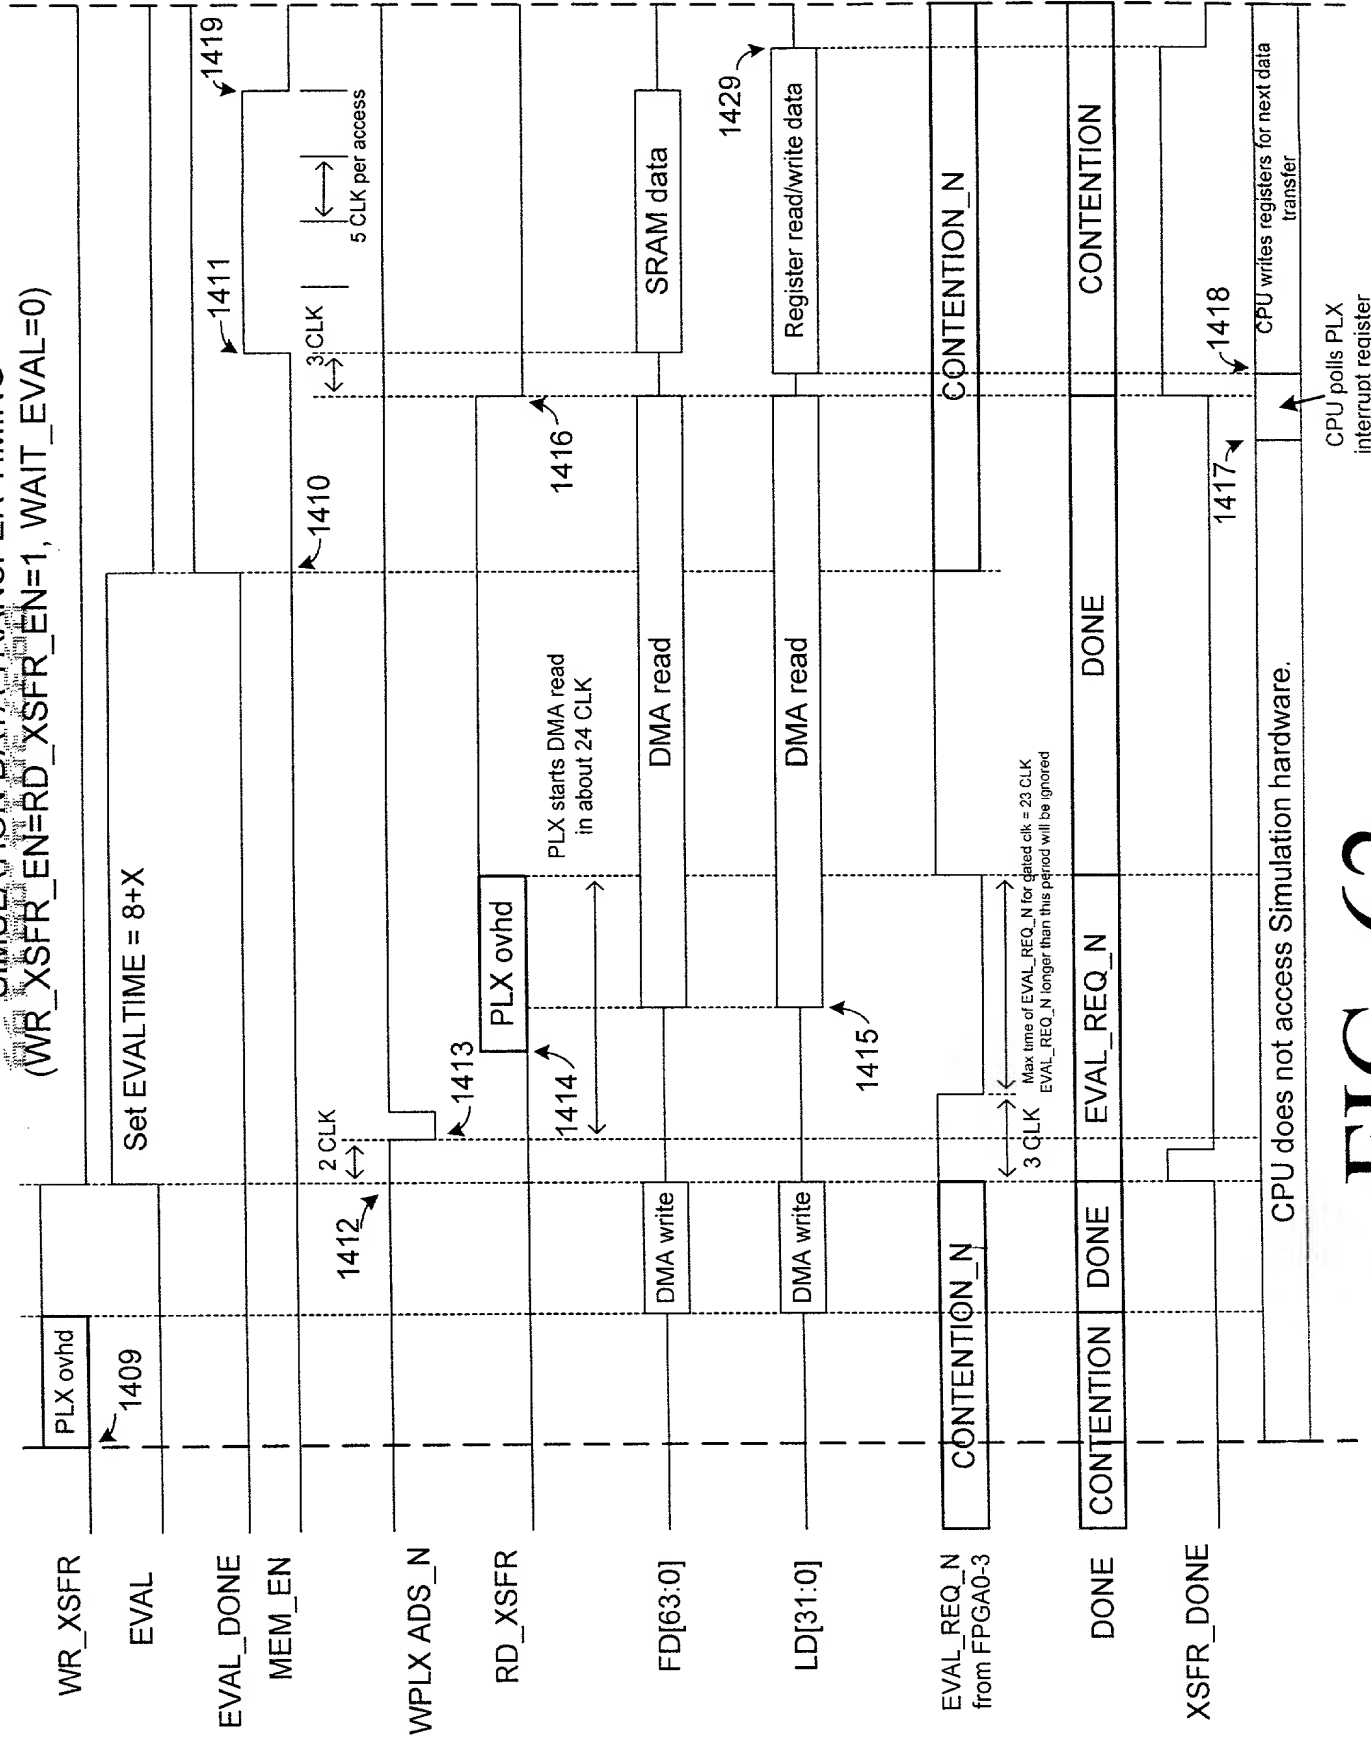 (WR_XSFR_EN=RD_XSFR_EN=1, WAIT_EVAL=0)
WR_XSFR
PLX ovhd
1409
EVAL
Set EVALTIME = 8+X
EVAL_DONE
MEM_EN
1410
1411
1419
3 CLK
5 CLK per access
WPLX ADS_N
1412
2 CLK
1413
RD_XSFR
1414
PLX ovhd
1416
PLX starts DMA read
in about 24 CLK
FD[63:0]
DMA write
DMA read
SRAM data
LD[31:0]
DMA write
1415
DMA read
Register read/write data
1429
EVAL_REQ_N
from FPGA0-3
CONTENTION_N
3 CLK
Max time of EVAL_REQ_N for gated clk = 23 CLK
EVAL_REQ_N longer than this period will be ignored
CONTENTION_N
DONE
CONTENTION
DONE
EVAL_REQ_N
DONE
CONTENTION
XSFR_DONE
1417
1418
CPU does not access Simulation hardware.
CPU writes registers for next data
transfer
CPU polls PLX
interrupt register